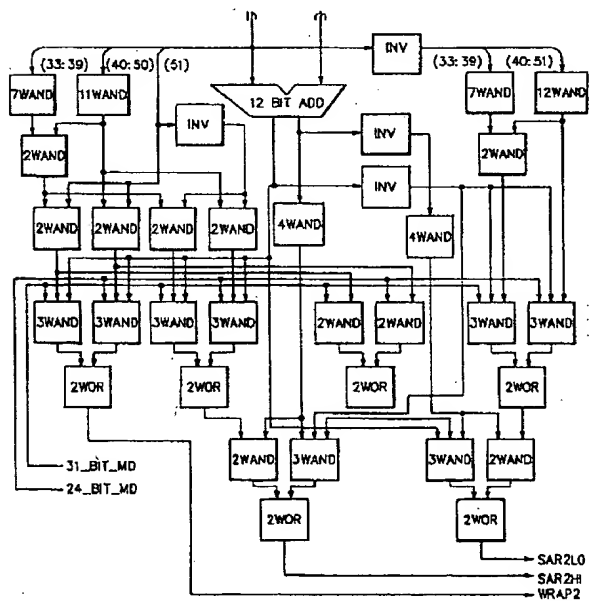 INV
(33:39) (40:50) (51) (33:39) (40:51)
7WAND 11WAND 7WAND 12WAND
12 BIT ADD
INV INV
2WAND 2WAND
INV
2WAND 2WAND 2WAND 2WAND 4WAND 4WAND
3WAND 3WAND 3WAND 3WAND 2WAND 2WAND 3WAND 3WAND
2WOR 2WOR 2WOR 2WOR
2WAND 3WAND 3WAND 2WAND
31_BIT_MD
24_BIT_MD
2WOR 2WOR
SAR2LO
SAR2HI
WRAP2